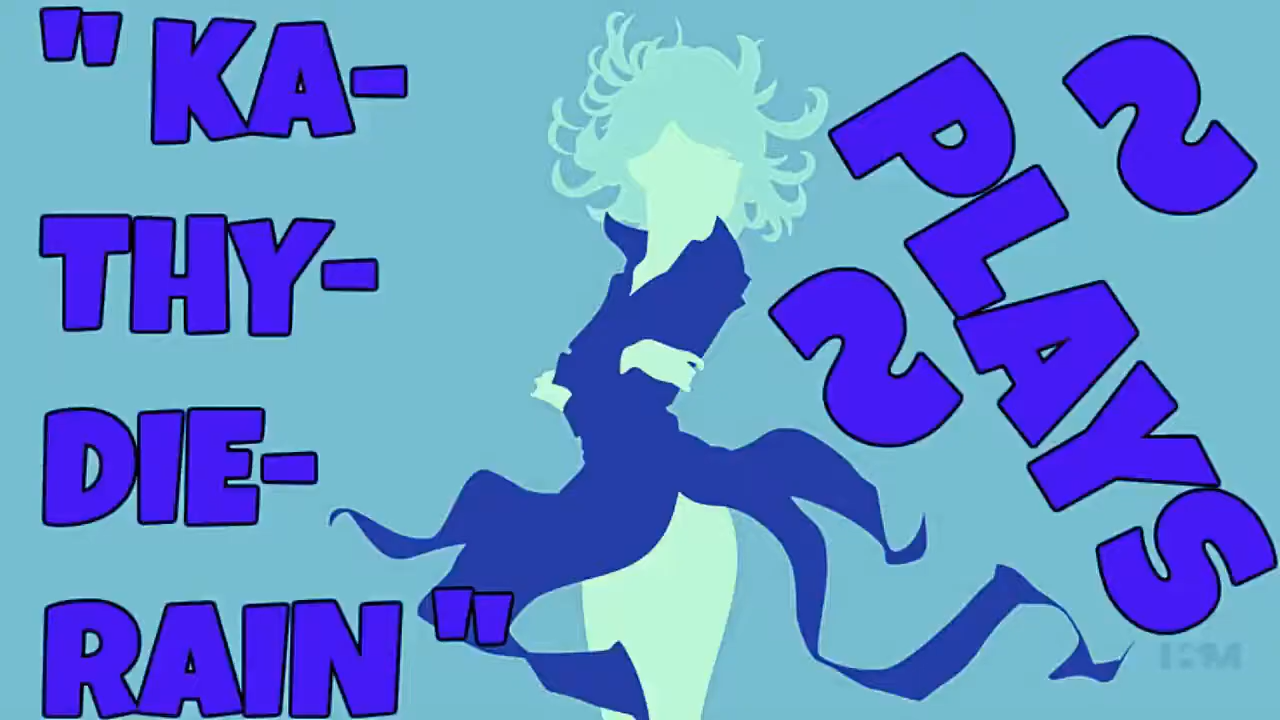 "KA-
THY-
DIE-
RAIN"
~
PLAYS
~